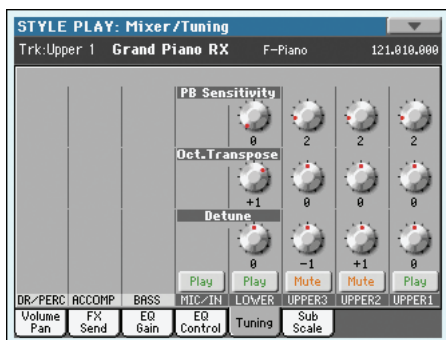 STYLE PLAY: Mixer/Tuning
Trk:Upper 1 Grand Piano RX F-Piano 121.010.000
PB Sensitivity
0 2 2 2
Oct.Transpose
+1 0 0 0
Detune
0 -1 +1 0
Play Play Mute Mute Play
DR/PERC ACCOMP BASS MIC/IN LOWER UPPER3 UPPER2 UPPER1
Volume Pan FX Send EQ Gain EQ Control Tuning Sub Scale